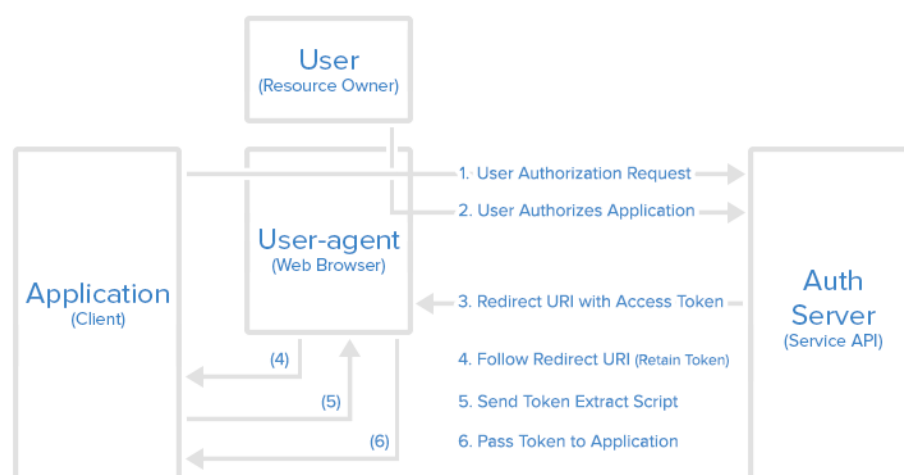 User
(Resource Owner)
1. User Authorization Request
2. User Authorizes Application
User-agent
(Web Browser)
Application
(Client)
3. Redirect URI with Access Token
Auth
Server
(Service API)
(4)
4. Follow Redirect URI (Retain Token)
(5)
5. Send Token Extract Script
(6)
6. Pass Token to Application